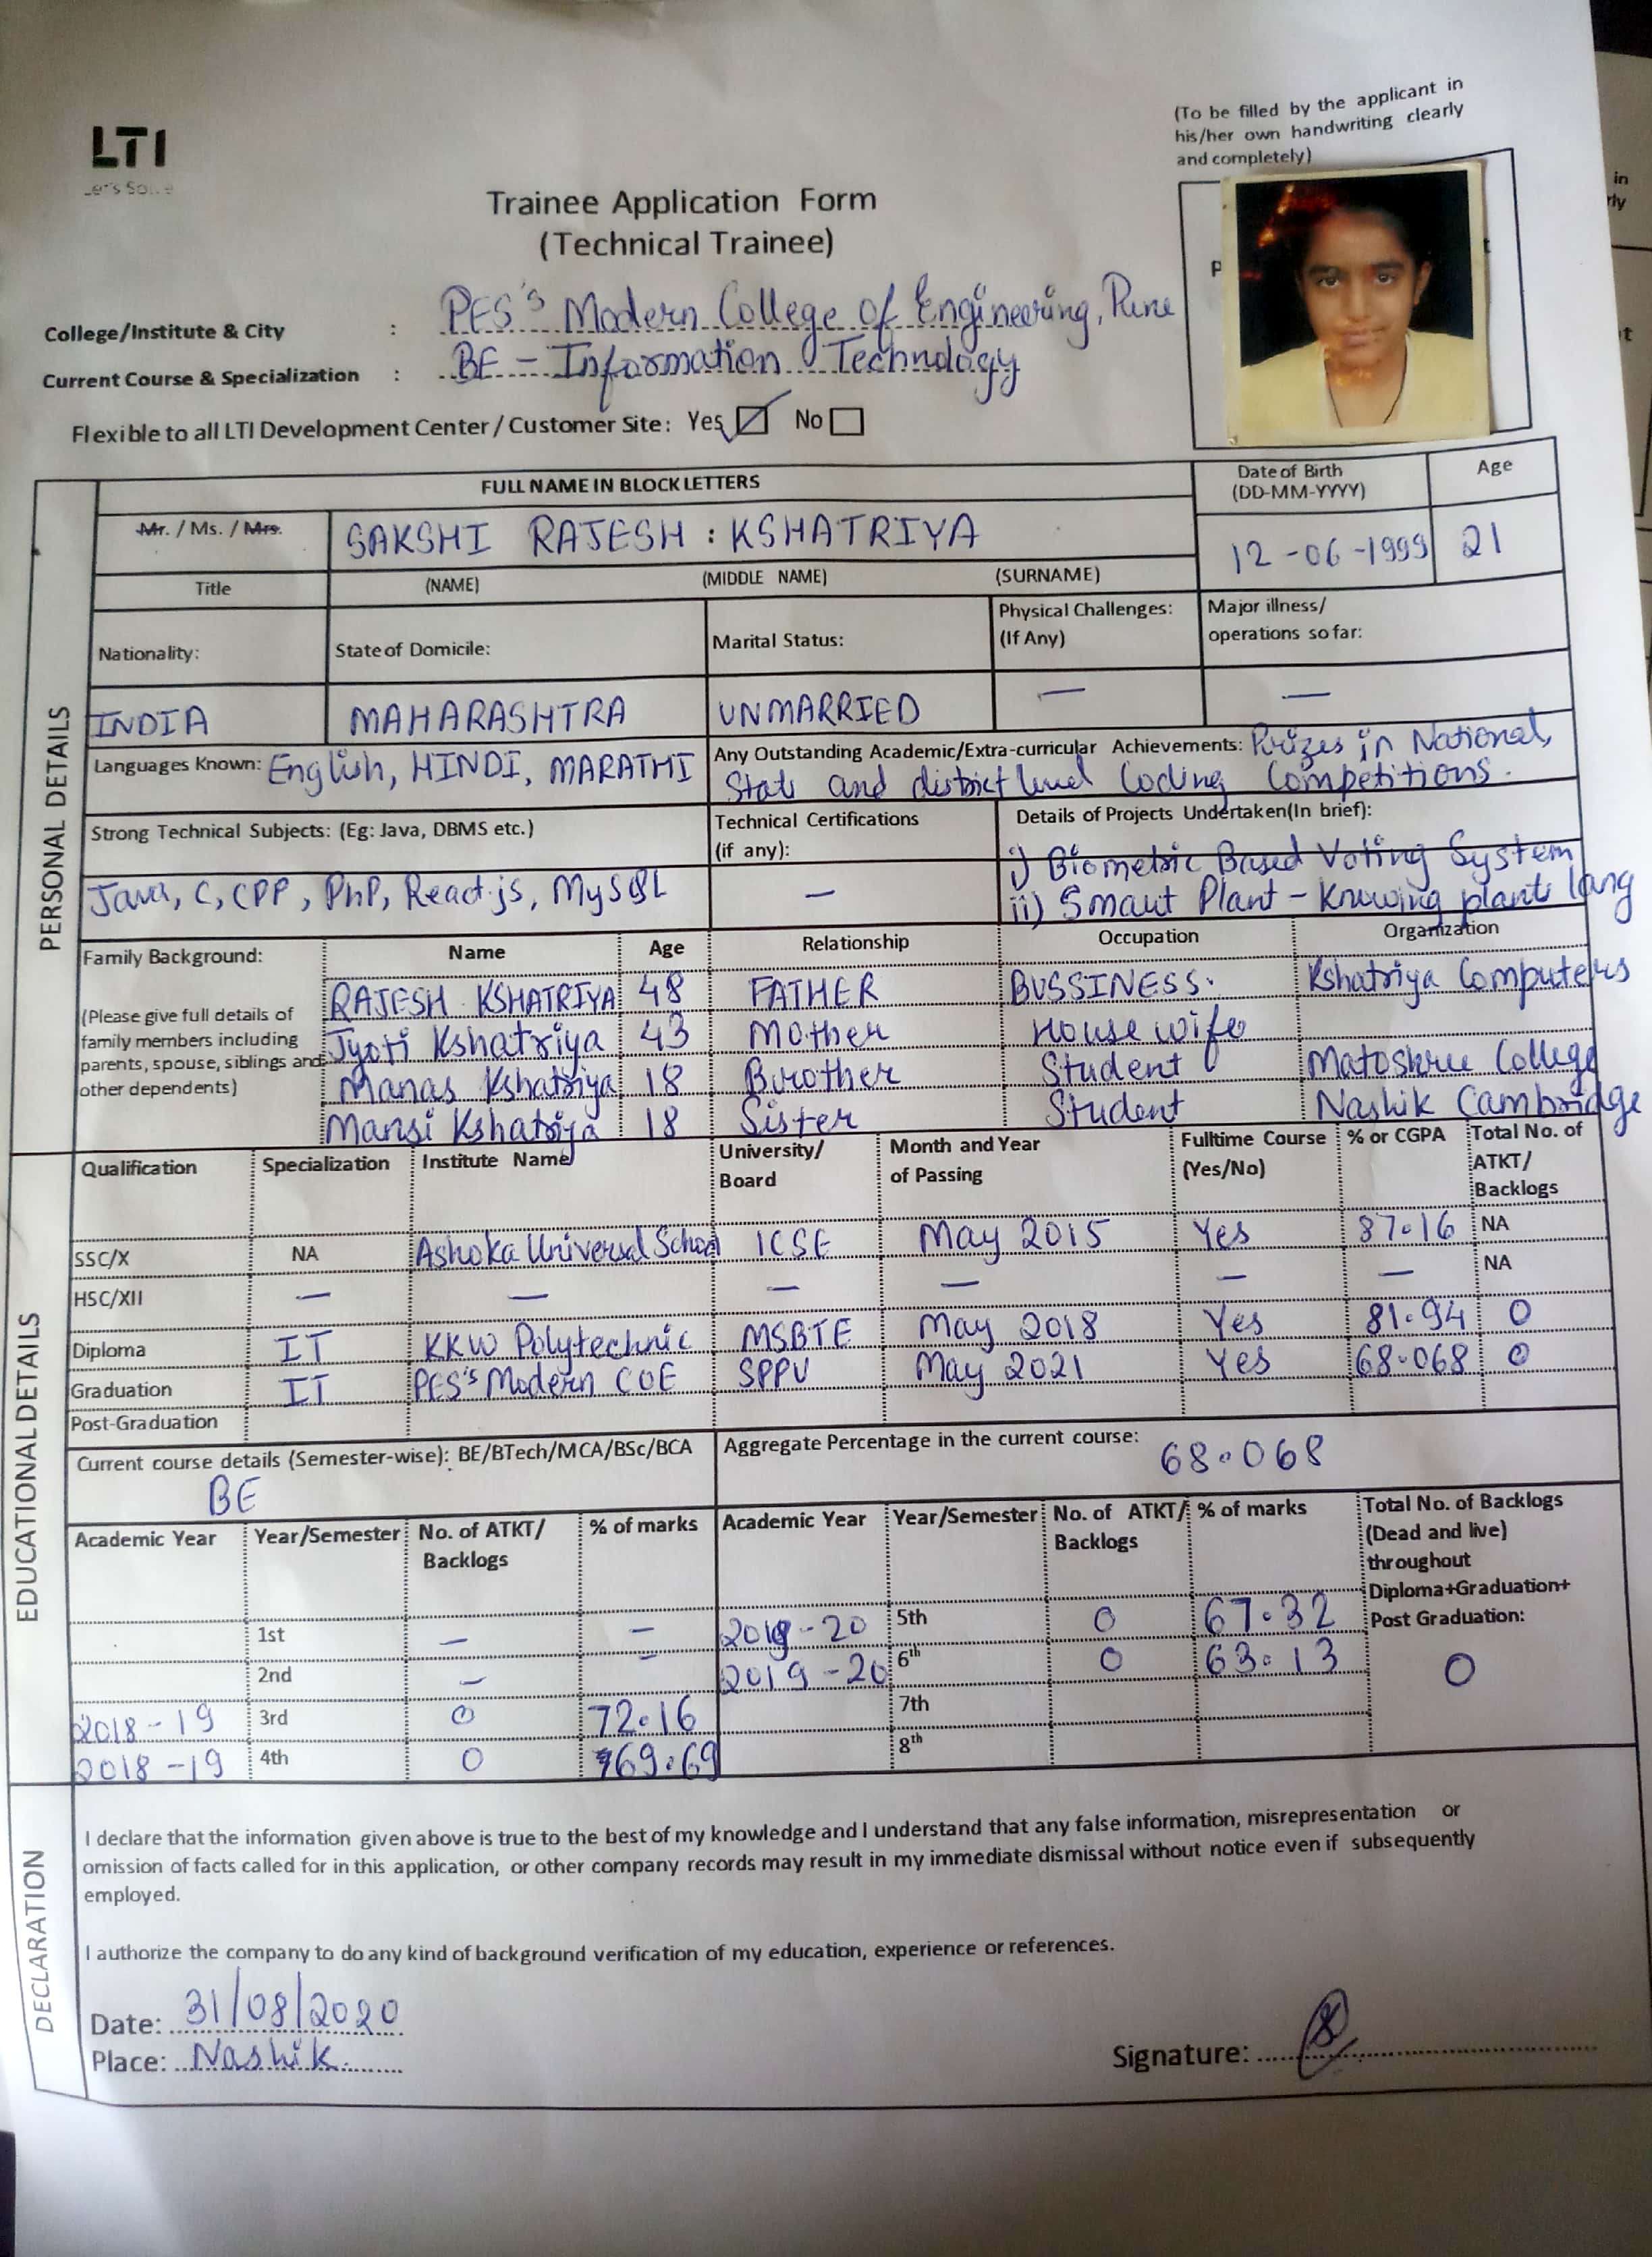 (To be filled by the applicant in
his/her own handwriting clearly
and completely)
LTI
Let's Solve
Trainee Application Form
(Technical Trainee)
College/Institute & City : PES's Modern College of Engineering, Pune
Current Course & Specialization : BE - Information Technology
Flexible to all LTI Development Center / Customer Site: Yes No
PERSONAL DETAILS
FULL NAME IN BLOCK LETTERS Date of Birth (DD-MM-YYYY) Age
Mr. / Ms. / Mrs. SAKSHI RAJESH : KSHATRIYA 12-06-1999 21
Title (NAME) (MIDDLE NAME) (SURNAME)
Nationality: State of Domicile: Marital Status: Physical Challenges: (If Any) Major illness/ operations so far:
INDIA MAHARASHTRA UNMARRIED — —
Languages Known: English, HINDI, MARATHI Any Outstanding Academic/Extra-curricular Achievements: Prizes in National,
State and district level Coding Competitions.
Strong Technical Subjects: (Eg: Java, DBMS etc.) Technical Certifications (if any): Details of Projects Undertaken(In brief):
i) Biometric Based Voting System
Java, C, CPP, PhP, React.js, MySQL — ii) Smart Plant - Knowing plant lang
Family Background: Name Age Relationship Occupation Organization
(Please give full details of
family members including
parents, spouse, siblings and
other dependents)
RAJESH KSHATRIYA 48 FATHER BUSSINESS. Kshatriya Computers
Jyoti Kshatriya 43 Mother Housewife
Manas Kshatriya 18 Brother Student Matoshree College
Mansi Kshatriya 18 Sister Student Nashik Cambridge
EDUCATIONAL DETAILS
Qualification Specialization Institute Name University/ Board Month and Year of Passing Fulltime Course (Yes/No) % or CGPA Total No. of ATKT/ Backlogs
SSC/X NA Ashoka Universal School ICSE May 2015 Yes 87.16 NA
HSC/XII — — — — — — NA
Diploma IT KKW Polytechnic MSBTE May 2018 Yes 81.94 0
Graduation IT PES's Modern COE SPPU May 2021 Yes 68.068 0
Post-Graduation
Current course details (Semester-wise): BE/BTech/MCA/BSc/BCA Aggregate Percentage in the current course: 68.068
BE
Academic Year Year/Semester No. of ATKT/ Backlogs % of marks Academic Year Year/Semester No. of ATKT/ Backlogs % of marks Total No. of Backlogs (Dead and live) throughout Diploma+Graduation+ Post Graduation:
1st — — 2019-20 5th 0 67.32
2nd — — 2019-20 6th 0 63.13 0
2018-19 3rd 0 72.16 7th
2018-19 4th 0 69.69 8th
DECLARATION
I declare that the information given above is true to the best of my knowledge and I understand that any false information, misrepresentation or
omission of facts called for in this application, or other company records may result in my immediate dismissal without notice even if subsequently
employed.
I authorize the company to do any kind of background verification of my education, experience or references.
Date: 31/08/2020
Place: Nashik.
Signature: